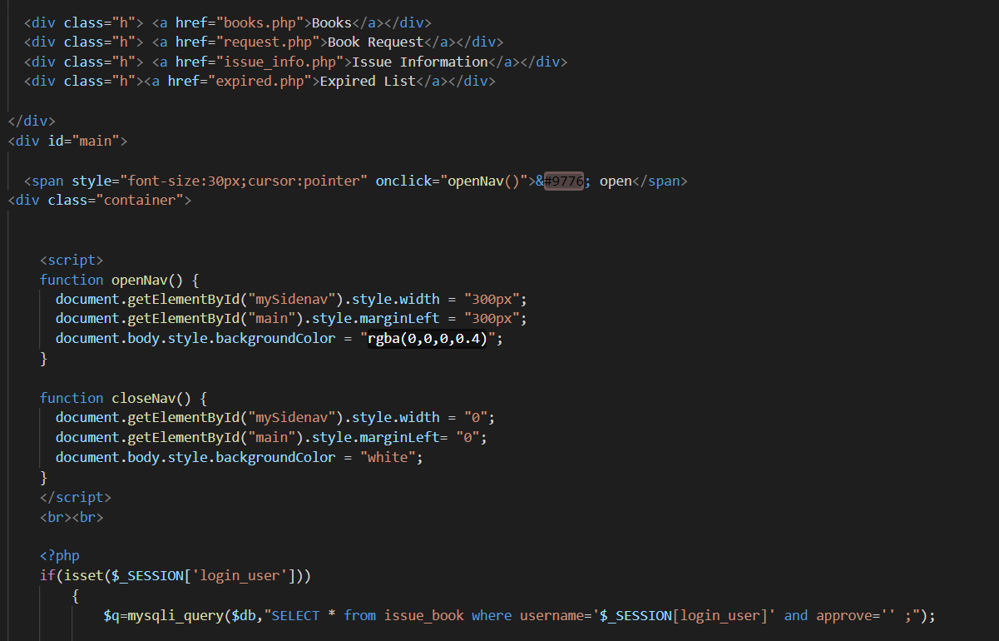 <div class="h"> <a href="books.php">Books</a></div>
<div class="h"> <a href="request.php">Book Request</a></div>
<div class="h"> <a href="issue_info.php">Issue Information</a></div>
<div class="h"><a href="expired.php">Expired List</a></div>
</div>
<div id="main">
<span style="font-size:30px;cursor:pointer" onclick="openNav()">&#9776; open</span>
<div class="container">
<script>
function openNav() {
document.getElementById("mySidenav").style.width = "300px";
document.getElementById("main").style.marginLeft = "300px";
document.body.style.backgroundColor = "rgba(0,0,0,0.4)";
}
function closeNav() {
document.getElementById("mySidenav").style.width = "0";
document.getElementById("main").style.marginLeft= "0";
document.body.style.backgroundColor = "white";
}
</script>
<br><br>
<?php
if(isset($_SESSION['login_user']))
{
$q=mysqli_query($db,"SELECT * from issue_book where username='$_SESSION[login_user]' and approve='' ;");